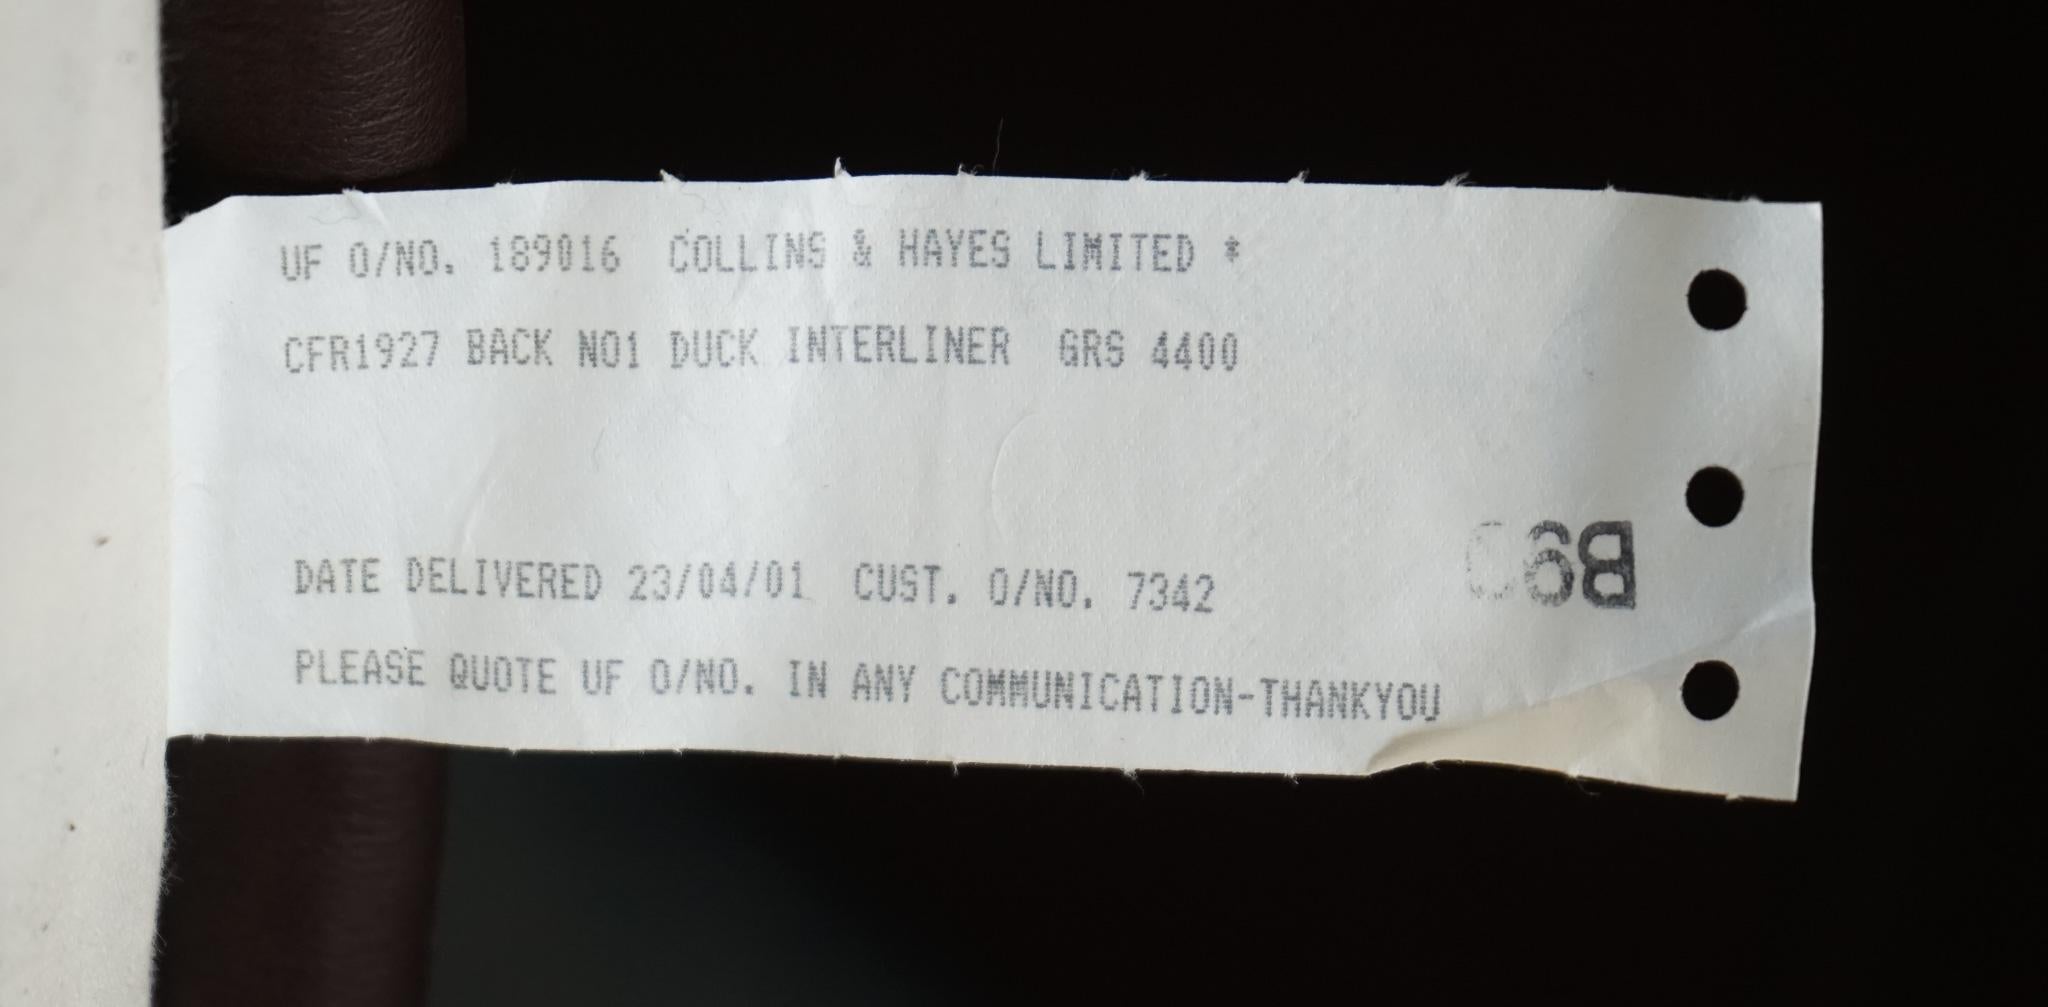 UF O/NO. 189016 COLLINS & HAYES LIMITED *
CFR1927 BACK NO1 DUCK INTERLINER GRS 4400
DATE DELIVERED 23/04/01 CUST. O/NO. 7342
PLEASE QUOTE UF O/NO. IN ANY COMMUNICATION-THANKYOU